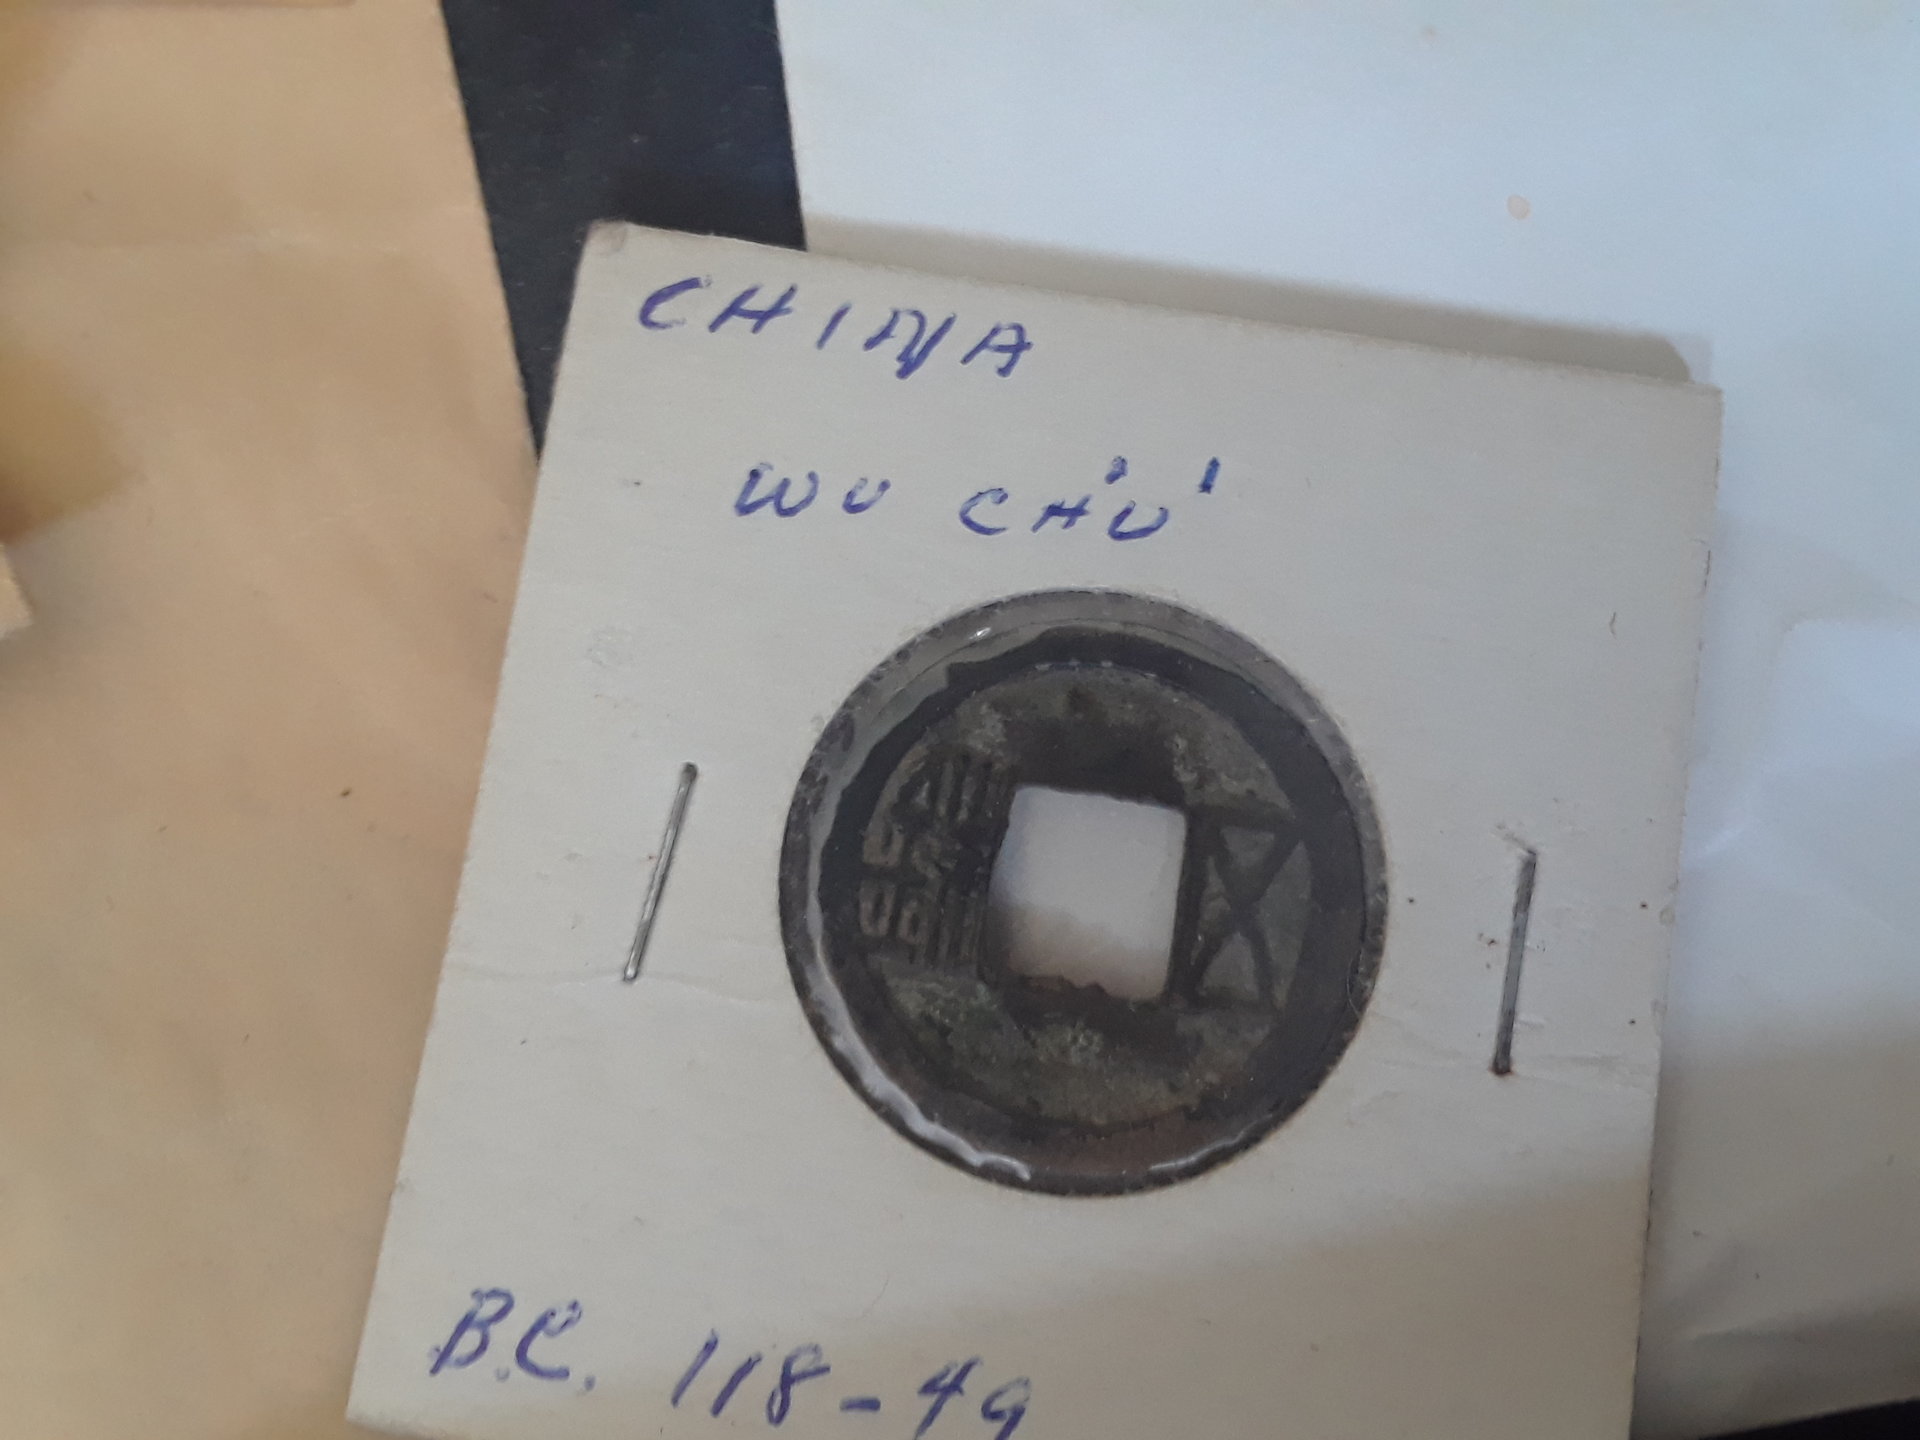 CHINA
WU CH'U'
五銖
B.C. 118-49